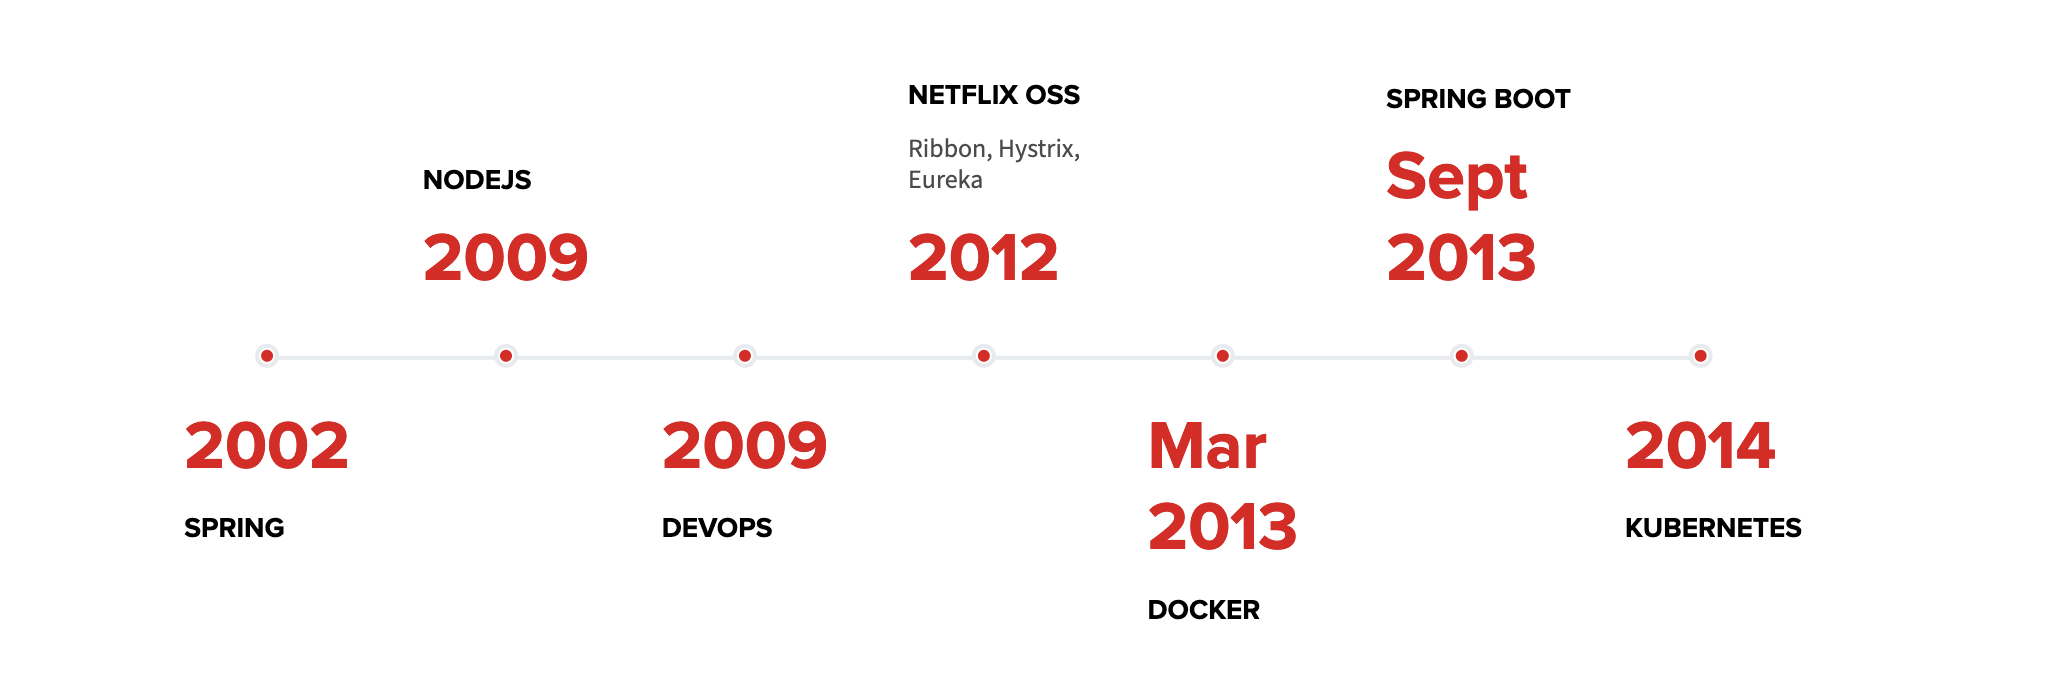 2002
SPRING
NODEJS
2009
2009
DEVOPS
NETFLIX OSS
Ribbon, Hystrix,
Eureka
2012
Mar
2013
DOCKER
SPRING BOOT
Sept
2013
2014
KUBERNETES